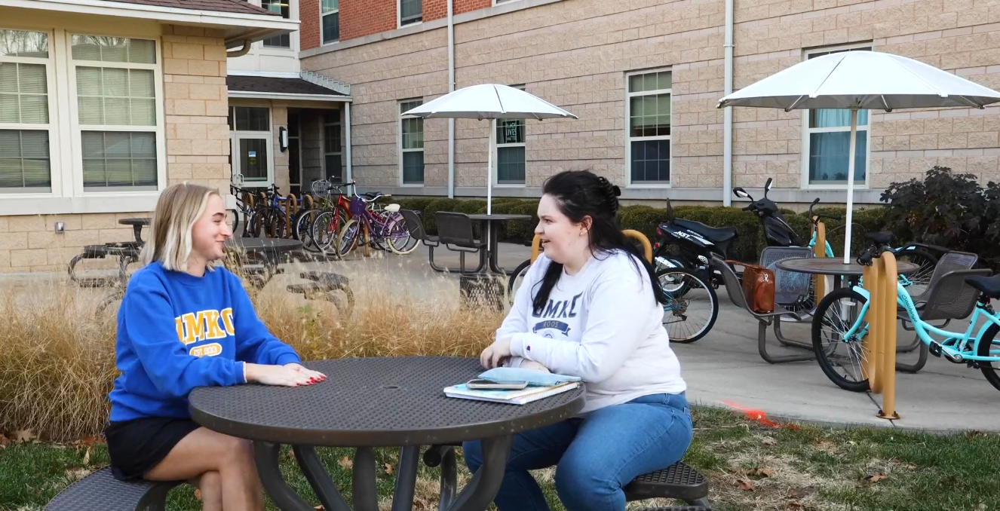 BLACK
LIVES
MATTER
UMKC
EST. 1933
UMKC
ROOS